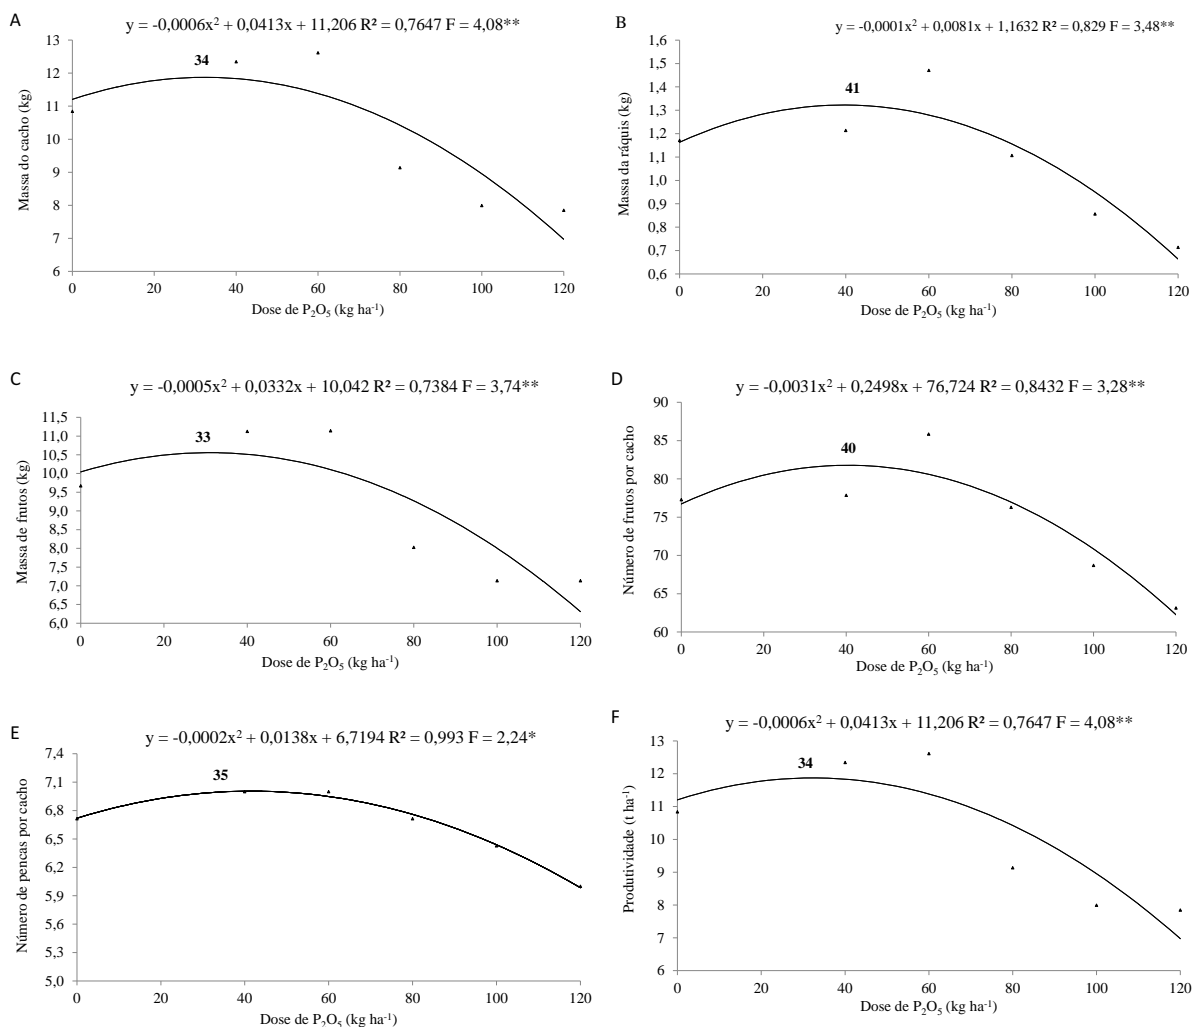 A
y = -0,0006x² + 0,0413x + 11,206 R² = 0,7647 F = 4,08**
13
12
11
10
9
8
7
6
34
Massa do cacho (kg)
0 20 40 60 80 100 120
Dose de P₂O₅ (kg ha⁻¹)
B
y = -0,0001x² + 0,0081x + 1,1632 R² = 0,829 F = 3,48**
1,6
1,5
1,4
1,3
1,2
1,1
1,0
0,9
0,8
0,7
0,6
41
Massa da ráquis (kg)
0 20 40 60 80 100 120
Dose de P₂O₅ (kg ha⁻¹)
C
y = -0,0005x² + 0,0332x + 10,042 R² = 0,7384 F = 3,74**
11,5
11,0
10,5
10,0
9,5
9,0
8,5
8,0
7,5
7,0
6,5
6,0
33
Massa de frutos (kg)
0 20 40 60 80 100 120
Dose de P₂O₅ (kg ha⁻¹)
D
y = -0,0031x² + 0,2498x + 76,724 R² = 0,8432 F = 3,28**
90
85
80
75
70
65
60
40
Número de frutos por cacho
0 20 40 60 80 100 120
Dose de P₂O₅ (kg ha⁻¹)
E
y = -0,0002x² + 0,0138x + 6,7194 R² = 0,993 F = 2,24*
7,4
7,1
6,8
6,5
6,2
5,9
5,6
5,3
5,0
35
Número de pencas por cacho
0 20 40 60 80 100 120
Dose de P₂O₅ (kg ha⁻¹)
F
y = -0,0006x² + 0,0413x + 11,206 R² = 0,7647 F = 4,08**
13
12
11
10
9
8
7
6
34
Produtividade (t ha⁻¹)
0 20 40 60 80 100 120
Dose de P₂O₅ (kg ha⁻¹)